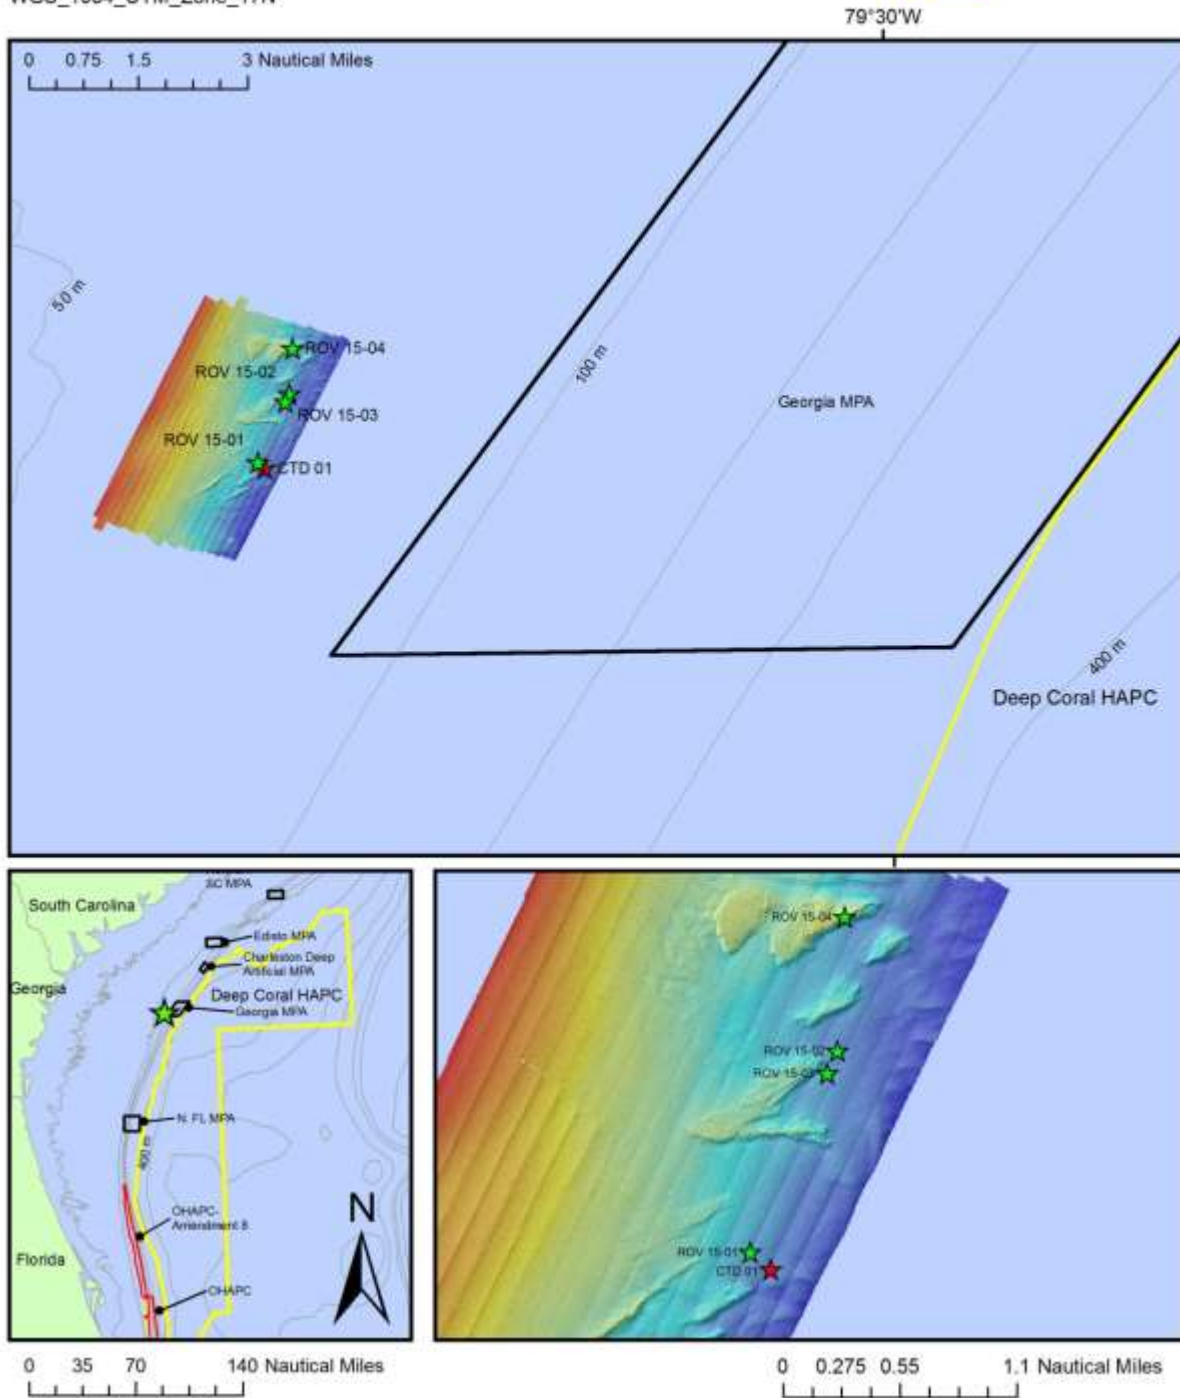 WGS_1984_UTM_Zone_17N
79°30'W
0 0.75 1.5 3 Nautical Miles
50 m
ROV 15-04
ROV 15-02
ROV 15-03
ROV 15-01
CTD 01
100 m
Georgia MPA
400 m
Deep Coral HAPC
SC MPA
South Carolina
Edisto MPA
Charleston Deep
Artificial MPA
Georgia
Deep Coral HAPC
Georgia MPA
N. FL MPA
400 m
OHAPC-
Amendment 8
Florida
OHAPC
N
0 35 70 140 Nautical Miles
ROV 15-04
ROV 15-02
ROV 15-03
ROV 15-01
CTD 01
0 0.275 0.55 1.1 Nautical Miles